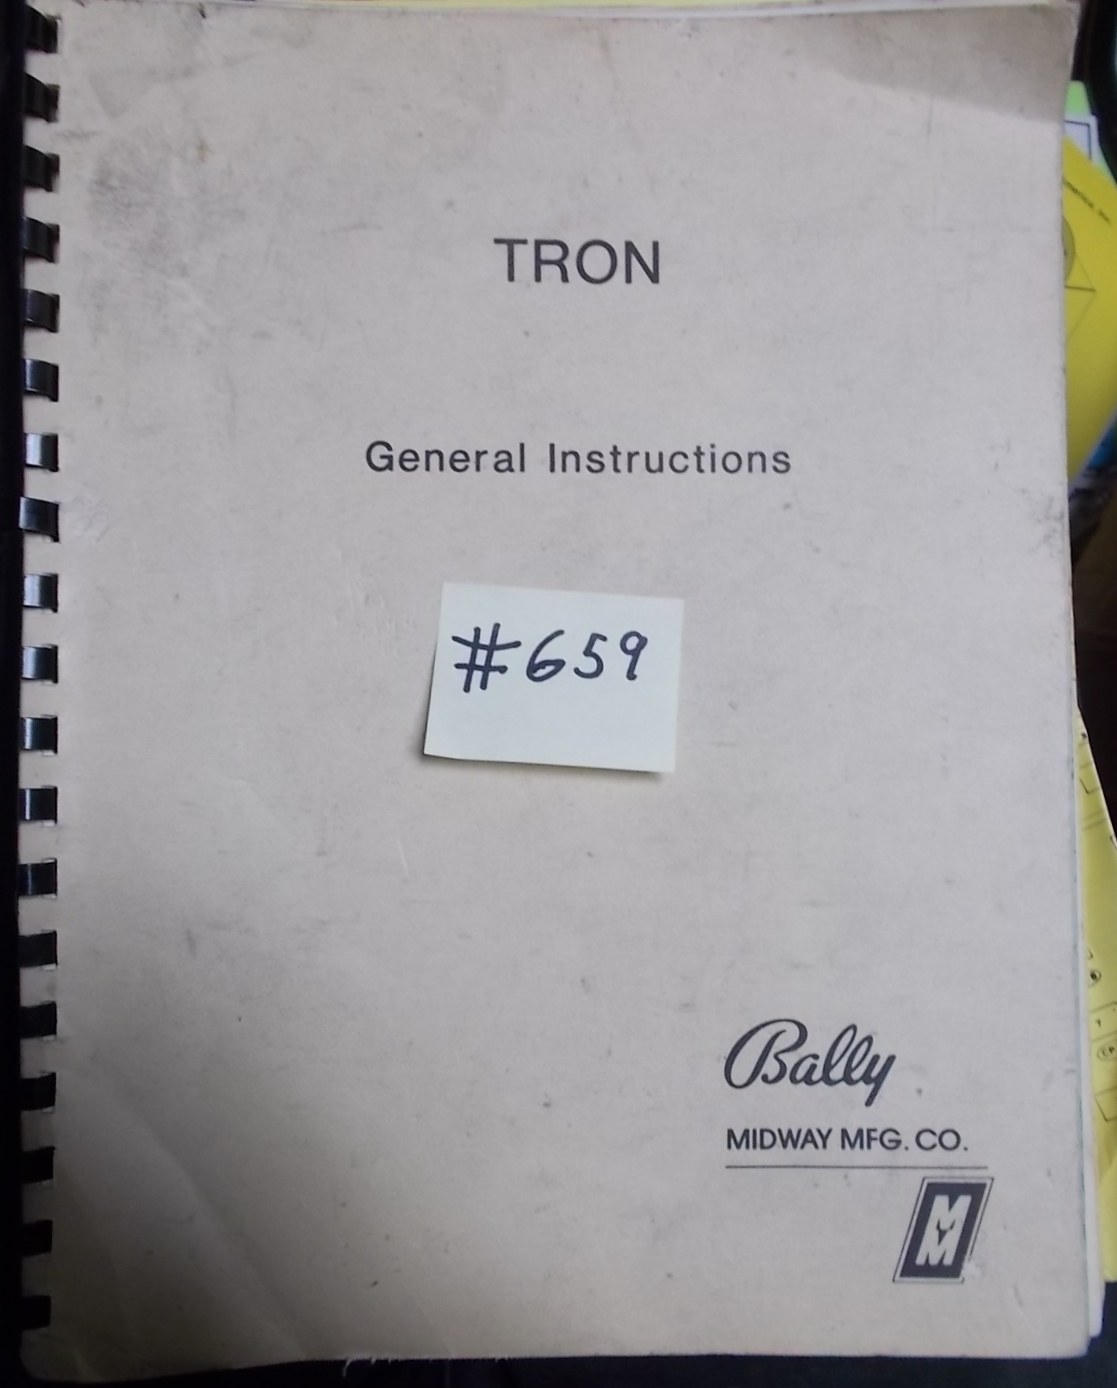 TRON
General Instructions
#659
Bally
MIDWAY MFG. CO.
M
M